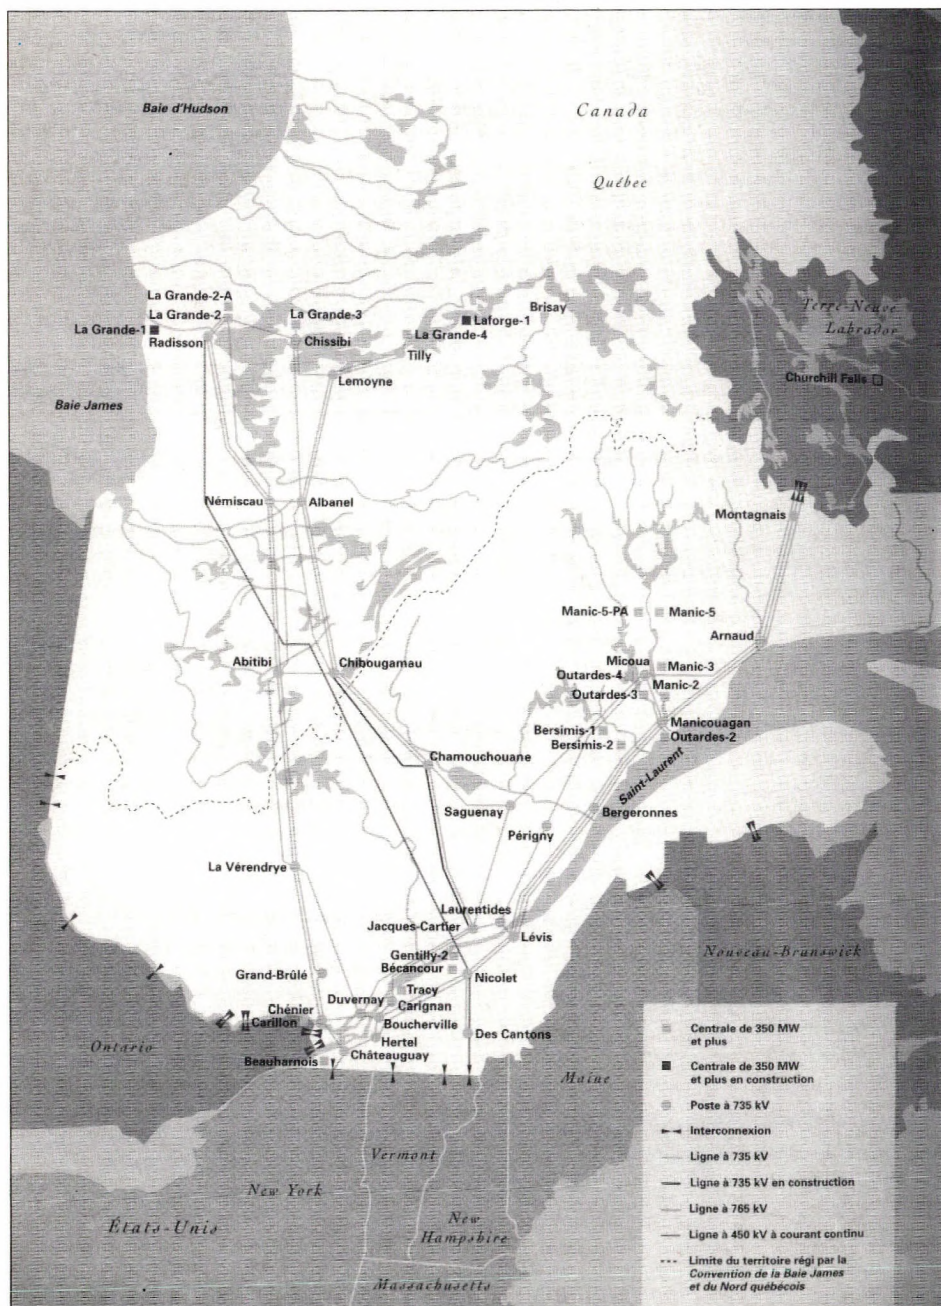 Baie d'Hudson
Canada
Québec
La Grande-2-A
La Grande-2
La Grande-1
Radisson
La Grande-3
Chissibi
Laforge-1
La Grande-4
Tilly
Brisay
Lemoyne
Terre-Neuve
Labrador
Churchill Falls
Baie James
Némiscau
Albanel
Montagnais
Manic-5-PA
Manic-5
Arnaud
Abitibi
Chibougamau
Micoua
Outardes-4
Manic-3
Manic-2
Outardes-3
Manicouagan
Outardes-2
Bersimis-1
Bersimis-2
Chamouchouane
Saint-Laurent
Saguenay
Bergeronnes
Périgny
La Vérendrye
Laurentides
Jacques-Cartier
Lévis
Gentilly-2
Bécancour
Nicolet
Nouveau-Brunswick
Grand-Brûlé
Tracy
Duvernay
Carignan
Chénier
Carillon
Boucherville
Hertel
Des Cantons
Châteauguay
Beauharnois
Ontario
Maine
Vermont
New York
New
Hampshire
États-Unis
Massachusetts
Centrale de 350 MW
et plus
Centrale de 350 MW
et plus en construction
Poste à 735 kV
Interconnexion
Ligne à 735 kV
Ligne à 735 kV en construction
Ligne à 765 kV
Ligne à 450 kV à courant continu
Limite du territoire régi par la
Convention de la Baie James
et du Nord québécois